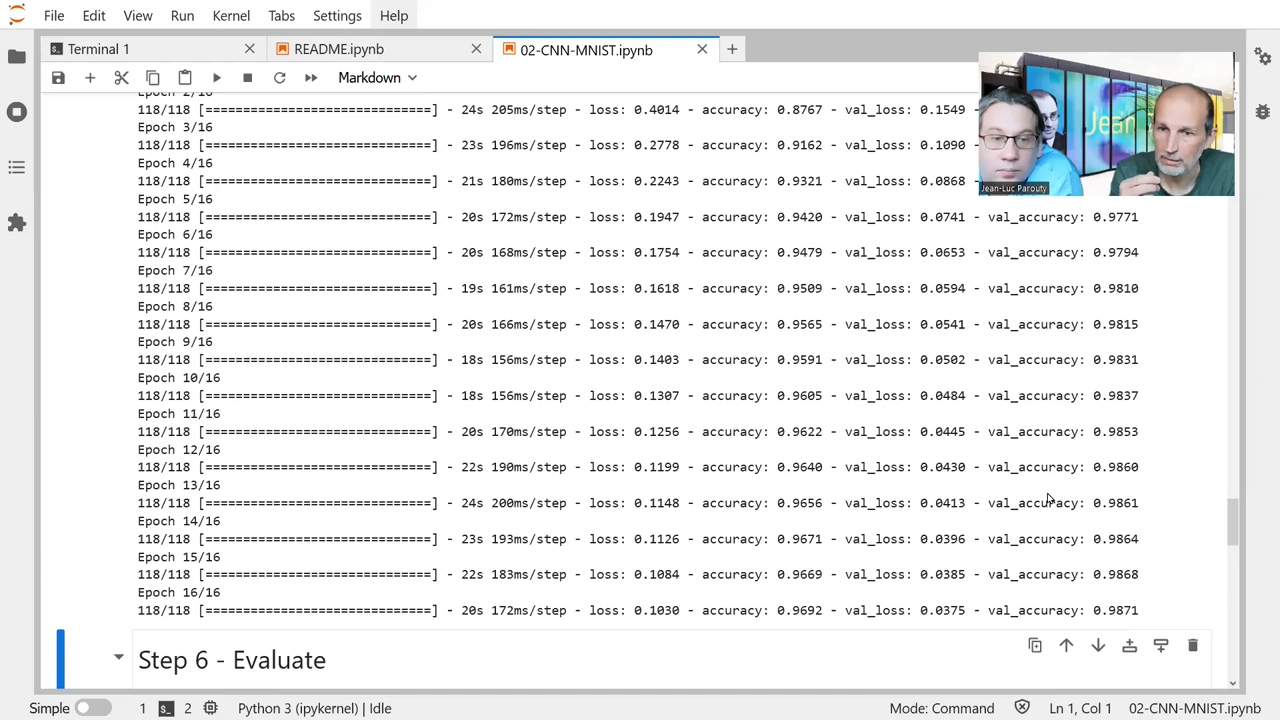 File Edit View Run Kernel Tabs Settings Help
Terminal 1 README.ipynb 02-CNN-MNIST.ipynb
Markdown
Epoch 2/16
118/118 [==============================] - 24s 205ms/step - loss: 0.4014 - accuracy: 0.8767 - val_loss: 0.1549
Epoch 3/16
118/118 [==============================] - 23s 196ms/step - loss: 0.2778 - accuracy: 0.9162 - val_loss: 0.1090
Epoch 4/16
118/118 [==============================] - 21s 180ms/step - loss: 0.2243 - accuracy: 0.9321 - val_loss: 0.0868
Epoch 5/16
118/118 [==============================] - 20s 172ms/step - loss: 0.1947 - accuracy: 0.9420 - val_loss: 0.0741 - val_accuracy: 0.9771
Epoch 6/16
118/118 [==============================] - 20s 168ms/step - loss: 0.1754 - accuracy: 0.9479 - val_loss: 0.0653 - val_accuracy: 0.9794
Epoch 7/16
118/118 [==============================] - 19s 161ms/step - loss: 0.1618 - accuracy: 0.9509 - val_loss: 0.0594 - val_accuracy: 0.9810
Epoch 8/16
118/118 [==============================] - 20s 166ms/step - loss: 0.1470 - accuracy: 0.9565 - val_loss: 0.0541 - val_accuracy: 0.9815
Epoch 9/16
118/118 [==============================] - 18s 156ms/step - loss: 0.1403 - accuracy: 0.9591 - val_loss: 0.0502 - val_accuracy: 0.9831
Epoch 10/16
118/118 [==============================] - 18s 156ms/step - loss: 0.1307 - accuracy: 0.9605 - val_loss: 0.0484 - val_accuracy: 0.9837
Epoch 11/16
118/118 [==============================] - 20s 170ms/step - loss: 0.1256 - accuracy: 0.9622 - val_loss: 0.0445 - val_accuracy: 0.9853
Epoch 12/16
118/118 [==============================] - 22s 190ms/step - loss: 0.1199 - accuracy: 0.9640 - val_loss: 0.0430 - val_accuracy: 0.9860
Epoch 13/16
118/118 [==============================] - 24s 200ms/step - loss: 0.1148 - accuracy: 0.9656 - val_loss: 0.0413 - val_accuracy: 0.9861
Epoch 14/16
118/118 [==============================] - 23s 193ms/step - loss: 0.1126 - accuracy: 0.9671 - val_loss: 0.0396 - val_accuracy: 0.9864
Epoch 15/16
118/118 [==============================] - 22s 183ms/step - loss: 0.1084 - accuracy: 0.9669 - val_loss: 0.0385 - val_accuracy: 0.9868
Epoch 16/16
118/118 [==============================] - 20s 172ms/step - loss: 0.1030 - accuracy: 0.9692 - val_loss: 0.0375 - val_accuracy: 0.9871
Jean
Jean-Luc Parouty
Step 6 - Evaluate
Simple 1 2 Python 3 (ipykernel) | Idle Mode: Command Ln 1, Col 1 02-CNN-MNIST.ipynb